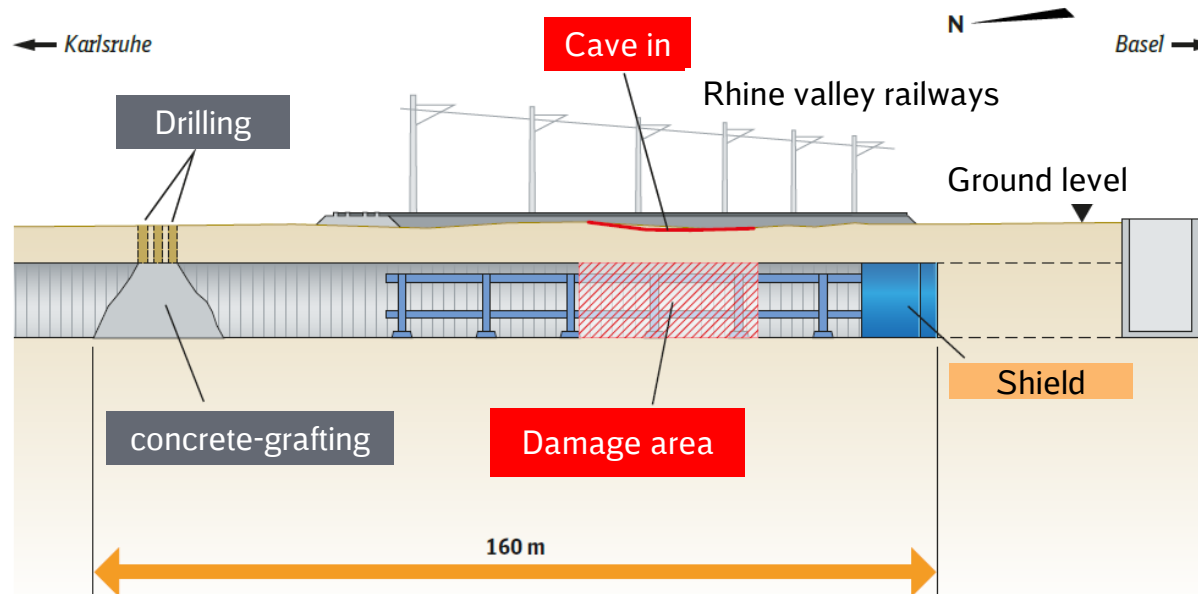 Karlsruhe
Cave in
N
Basel
Rhine valley railways
Drilling
Ground level
Shield
concrete-grafting
Damage area
160 m